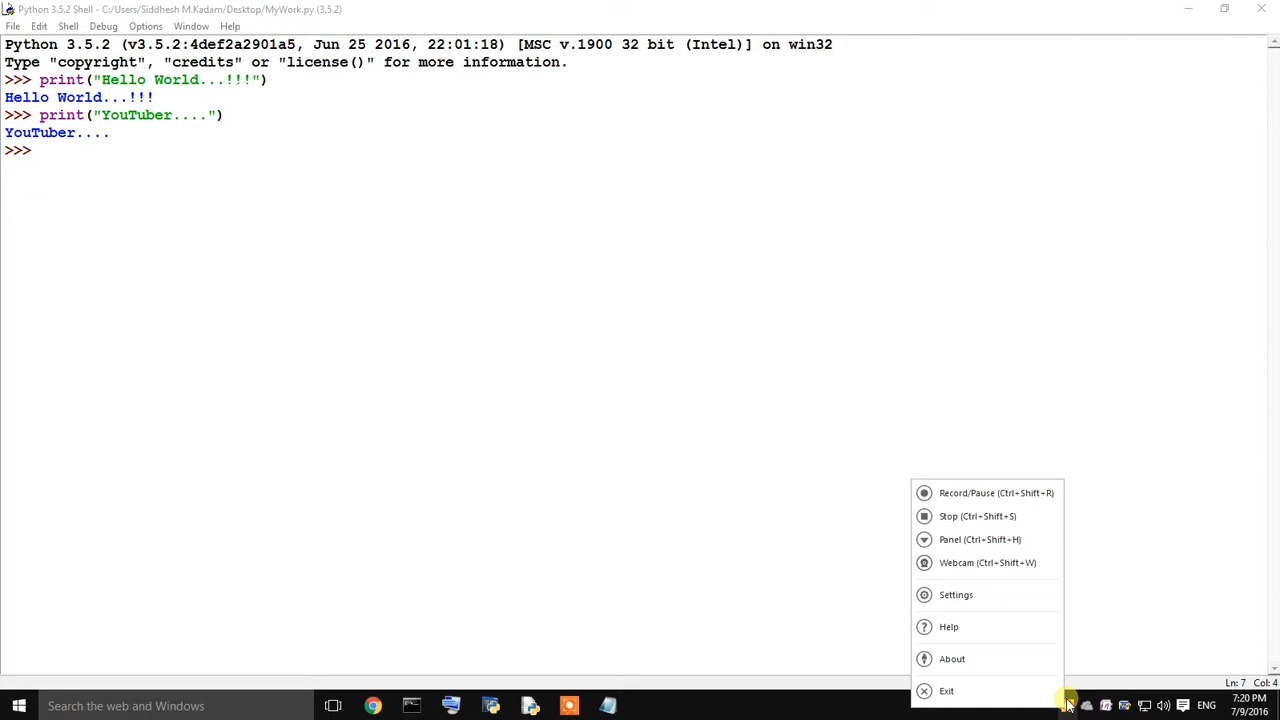 Python 3.5.2 Shell - C:/Users/Siddhesh M.Kadam/Desktop/MyWork.py (3.5.2)
File Edit Shell Debug Options Window Help
Python 3.5.2 (v3.5.2:4def2a2901a5, Jun 25 2016, 22:01:18) [MSC v.1900 32 bit (Intel)] on win32
Type "copyright", "credits" or "license()" for more information.
>>> print("Hello World...!!!")
Hello World...!!!
>>> print("YouTuber....")
YouTuber....
>>>
Record/Pause (Ctrl+Shift+R)
Stop (Ctrl+Shift+S)
Panel (Ctrl+Shift+H)
Webcam (Ctrl+Shift+W)
Settings
Help
About
Exit
Ln: 7 Col: 4
Search the web and Windows
ENG
7:20 PM
7/9/2016